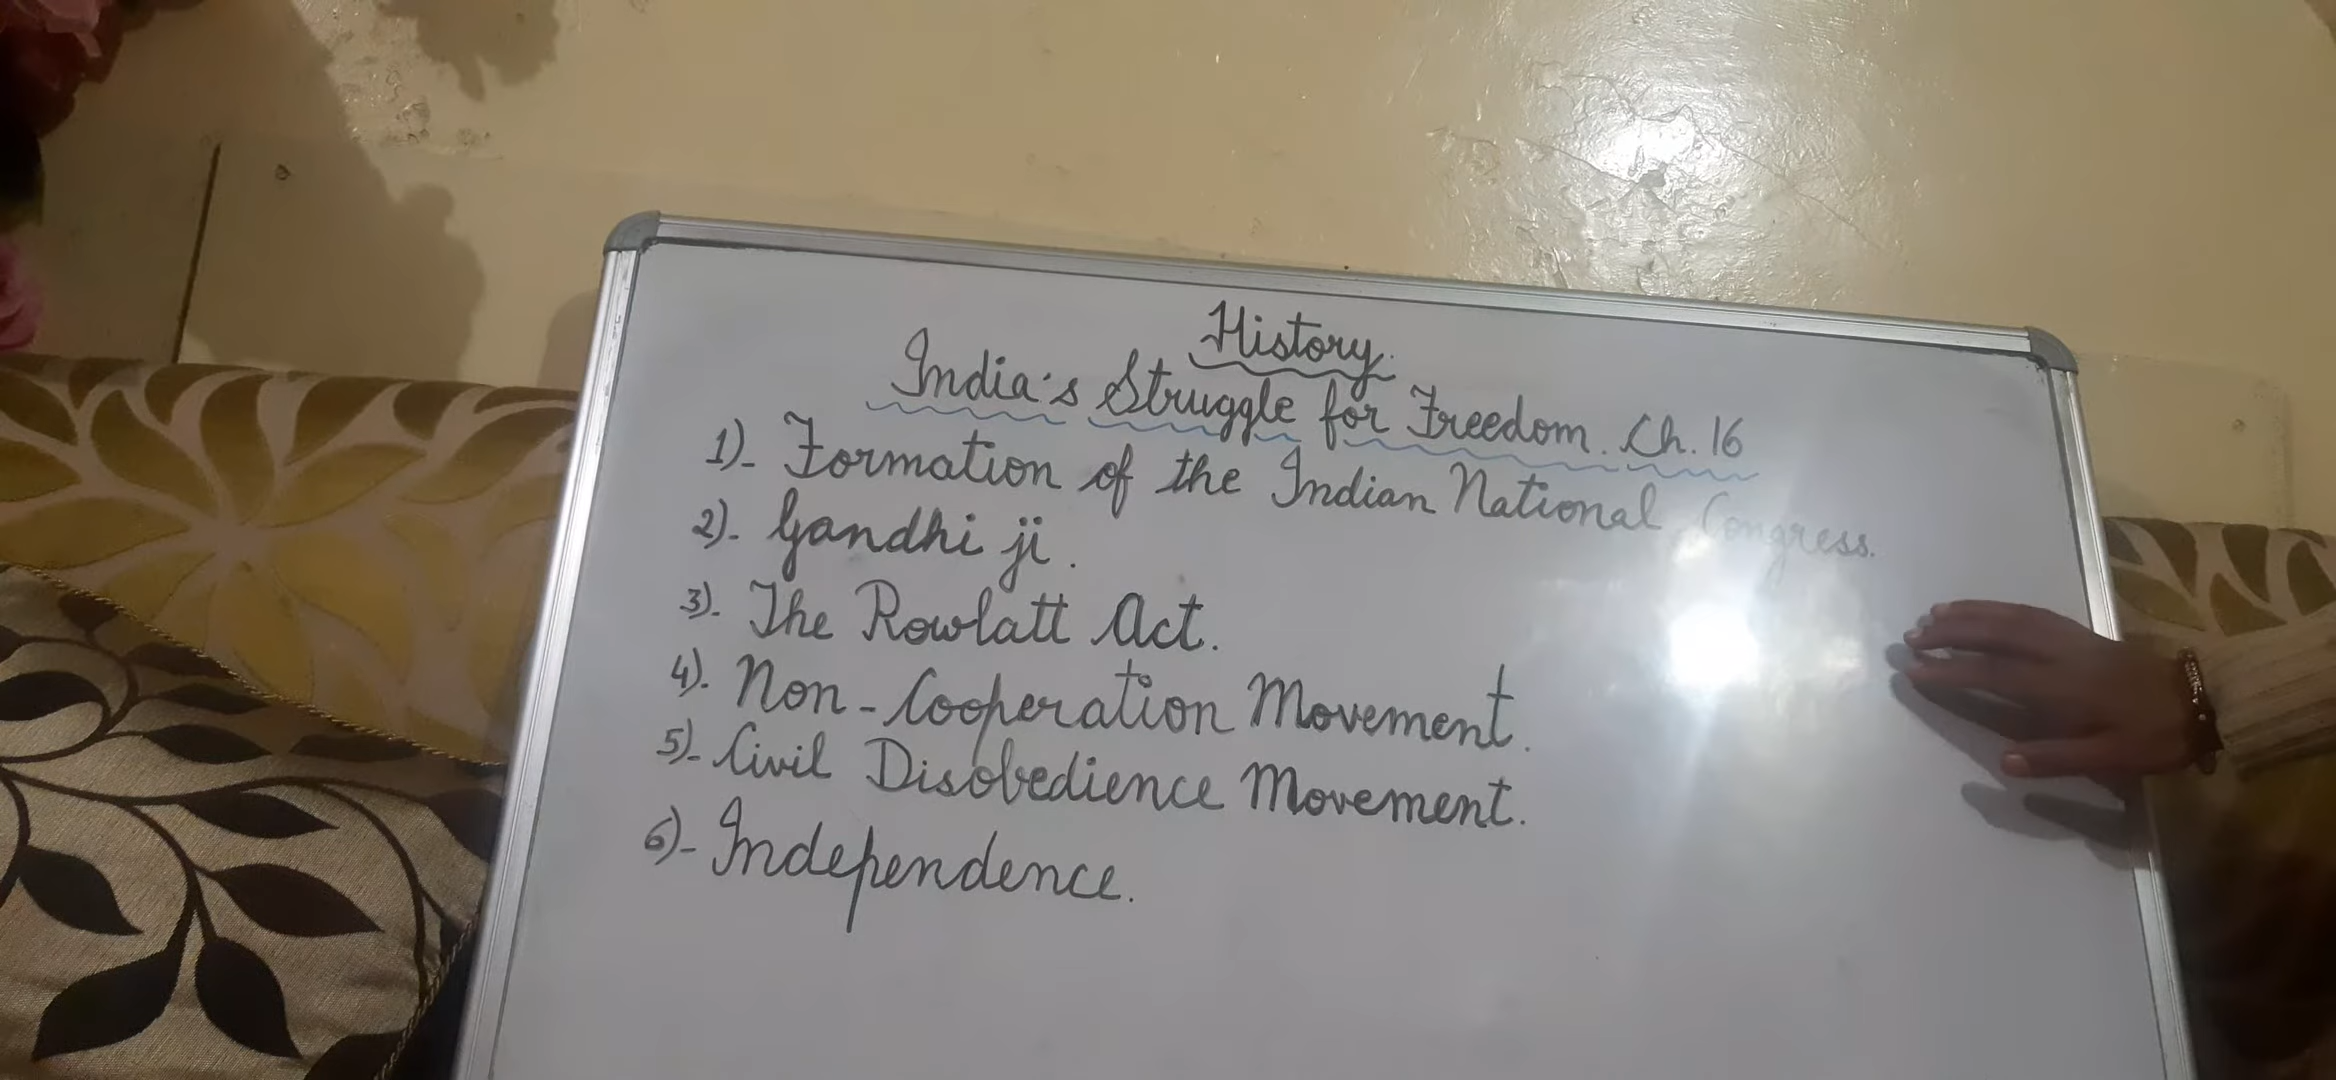 History.
India's Struggle for Freedom. Ch. 16
1)- Formation of the Indian National Congress.
2)- Gandhi ji.
3)- The Rowlatt Act.
4)- Non-Cooperation Movement.
5)- Civil Disobedience Movement.
6)- Independence.